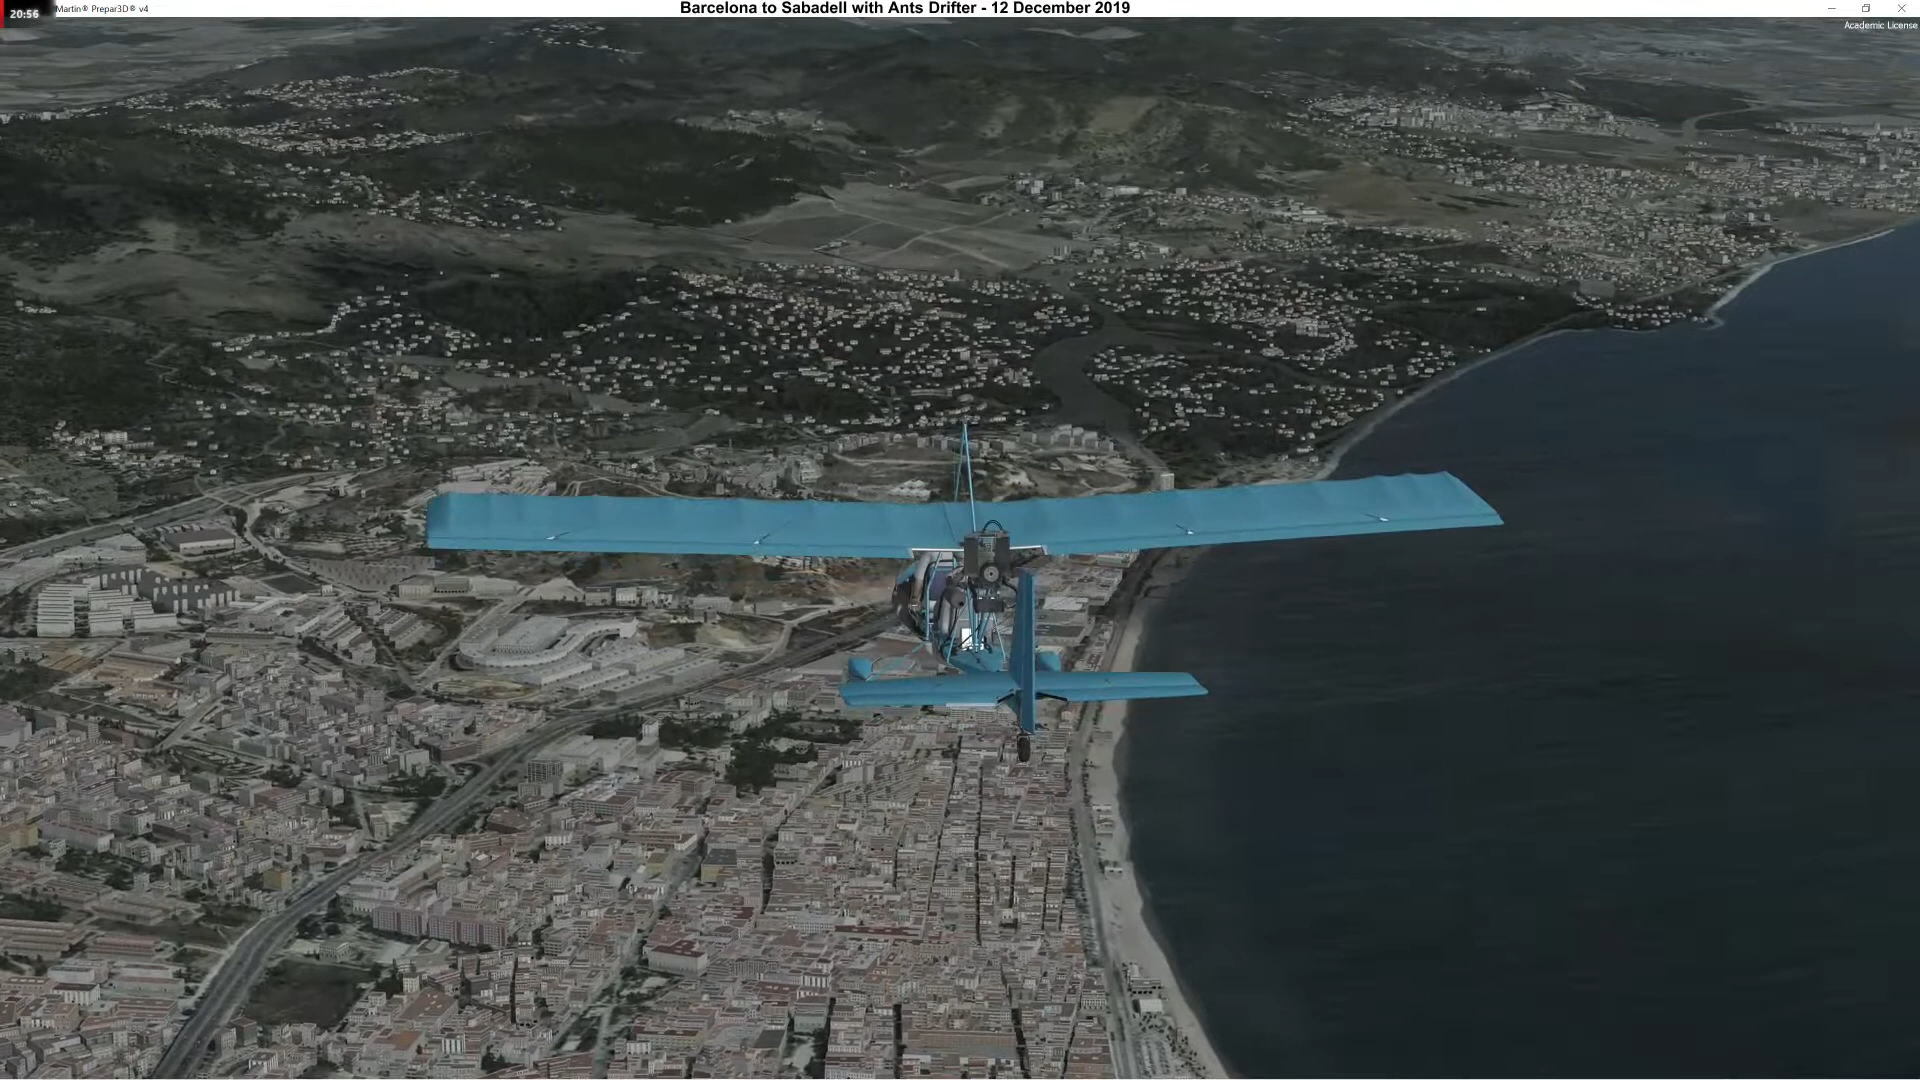 20:56
Martin® Prepar3D® v4
Barcelona to Sabadell with Ants Drifter - 12 December 2019
Academic License